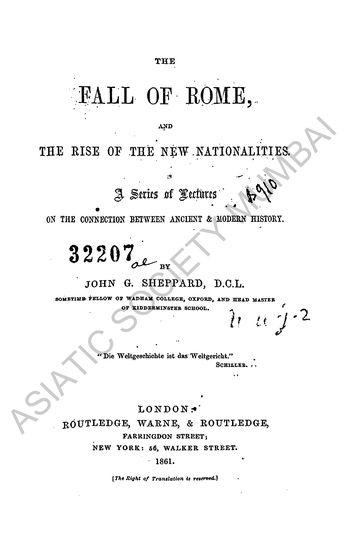 THE
FALL OF ROME,
AND
THE RISE OF THE NEW NATIONALITIES.
A Series of Lectures
ON THE CONNECTION BETWEEN ANCIENT & MODERN HISTORY.
32207
BY
JOHN G. SHEPPARD, D.C.L.
SOMETIME FELLOW OF WADHAM COLLEGE, OXFORD, AND HEAD MASTER
OF KIDDERMINSTER SCHOOL.
"Die Weltgeschichte ist das Weltgericht."
SCHILLER.
LONDON:
ROUTLEDGE, WARNE, & ROUTLEDGE,
FARRINGDON STREET;
NEW YORK: 56, WALKER STREET.
1861.
[The Right of Translation is reserved.]
ASIATIC SOCIETY MUMBAI